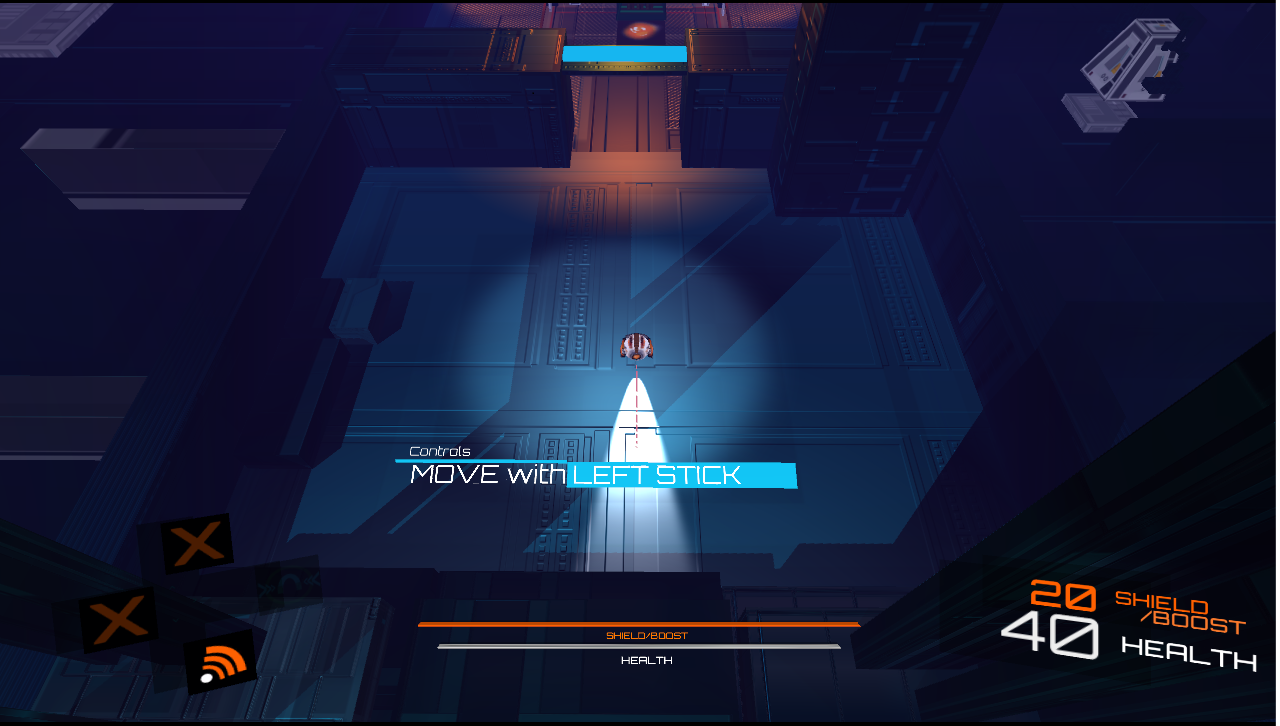 Controls
MOVE with LEFT STICK
SHIELD/BOOST
HEALTH
20 SHIELD
/BOOST
40 HEALTH